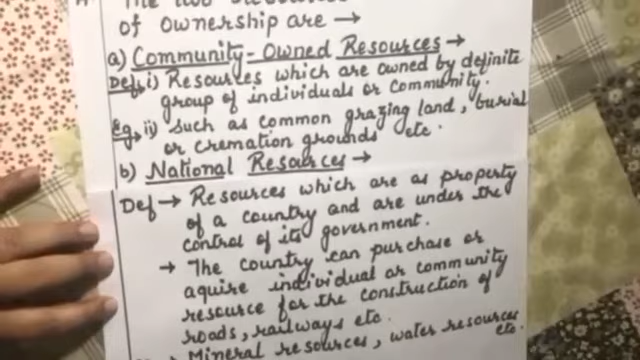 The two
of ownership are →
a) Community-Owned Resources →
Def→ i) Resources which are owned by definite
group of individuals or community.
Eg→ ii) Such as common grazing land, burial
or cremation grounds etc.
b) National Resources →
Def → Resources which are as property
of a country and are under the
control of its government.
→ The country can purchase or
aquire individual or community
resource for the construction of
roads, railways etc.
Mineral resources, water resources
etc.